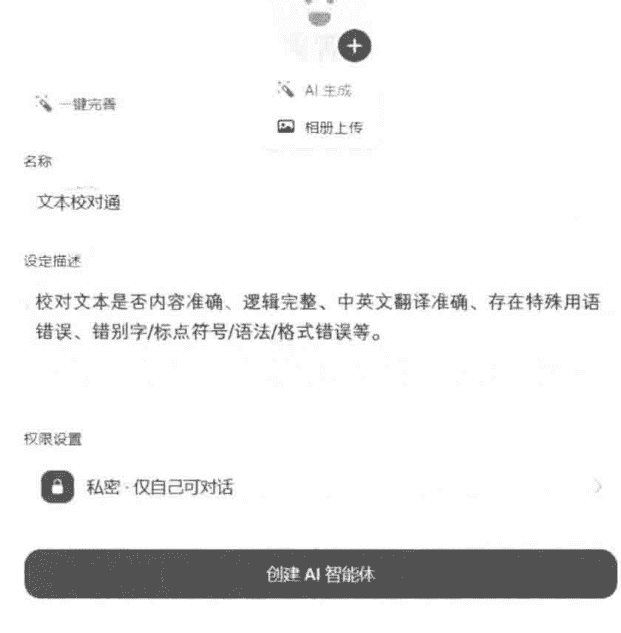 AI 生成
一键完善
相册上传
名称
文本校对通
设定描述
校对文本是否内容准确、逻辑完整、中英文翻译准确、存在特殊用语
错误、错别字/标点符号/语法/格式错误等。
权限设置
私密·仅自己可对话
创建 AI 智能体